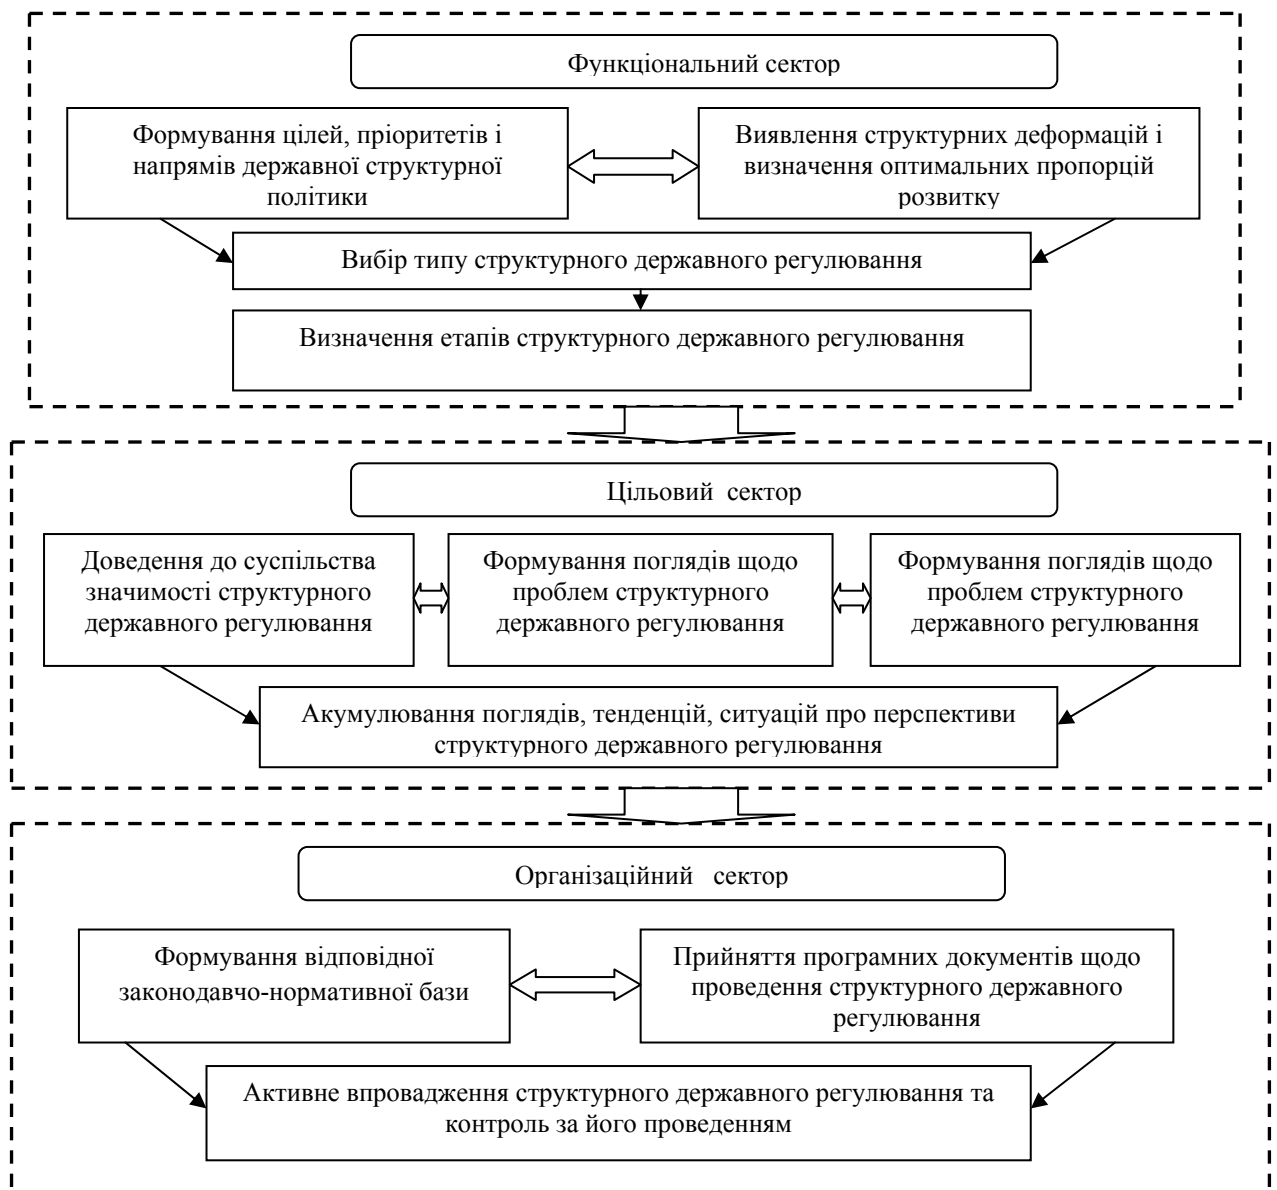 Функціональний сектор
Формування цілей, пріоритетів і
напрямів державної структурної
політики
Виявлення структурних деформацій і
визначення оптимальних пропорцій
розвитку
Вибір типу структурного державного регулювання
Визначення етапів структурного державного регулювання
Цільовий сектор
Доведення до суспільства
значимості структурного
державного регулювання
Формування поглядів щодо
проблем структурного
державного регулювання
Формування поглядів щодо
проблем структурного
державного регулювання
Акумулювання поглядів, тенденцій, ситуацій про перспективи
структурного державного регулювання
Організаційний сектор
Формування відповідної
законодавчо-нормативної бази
Прийняття програмних документів щодо
проведення структурного державного
регулювання
Активне впровадження структурного державного регулювання та
контроль за його проведенням